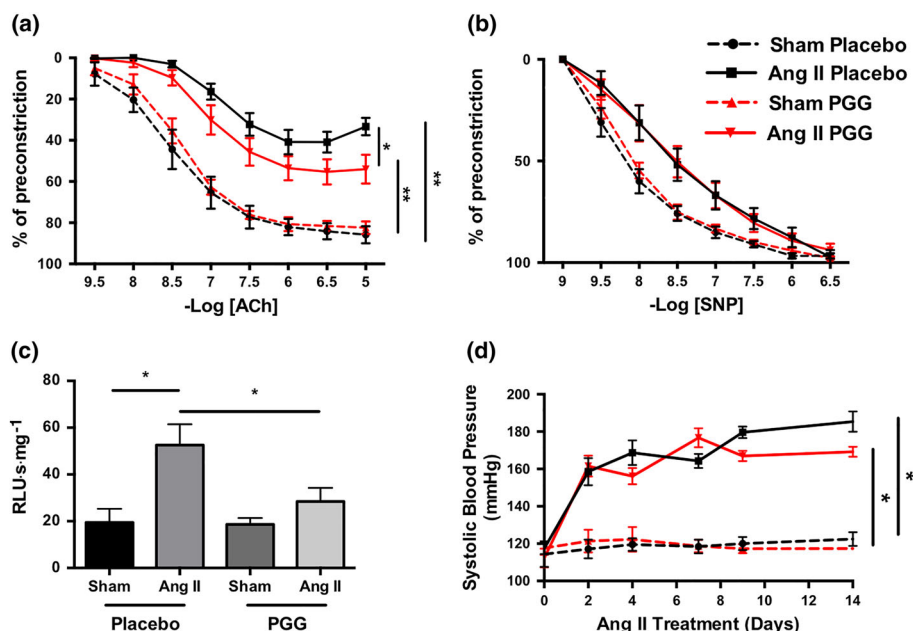 (a)
% of preconstriction
0
20
40
60
80
100
9.5 8 8.5 7 7.5 6 6.5 5
-Log [ACh]
*
**
**
(b)
% of preconstriction
0
50
100
9 9.5 8 8.5 7 7.5 6 6.5
-Log [SNP]
Sham Placebo
Ang II Placebo
Sham PGG
Ang II PGG
(c)
RLUs·mg-1
80
60
40
20
0
*
*
Sham Ang II Sham Ang II
Placebo PGG
(d)
Systolic Blood Pressure
(mmHg)
200
180
160
140
120
100
0 2 4 6 8 10 12 14
Ang II Treatment (Days)
*
*